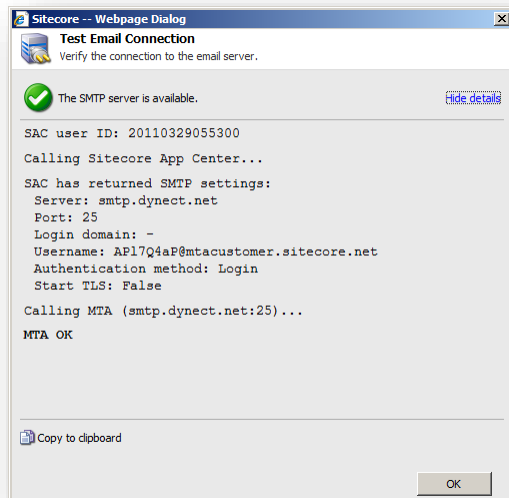 Sitecore -- Webpage Dialog
Test Email Connection
Verify the connection to the email server.
The SMTP server is available.
Hide details
SAC user ID: 20110329055300
Calling Sitecore App Center...
SAC has returned SMTP settings:
Server: smtp.dynect.net
Port: 25
Login domain: -
Username: APl7Q4aP@mtacustomer.sitecore.net
Authentication method: Login
Start TLS: False
Calling MTA (smtp.dynect.net:25)...
MTA OK
Copy to clipboard
OK